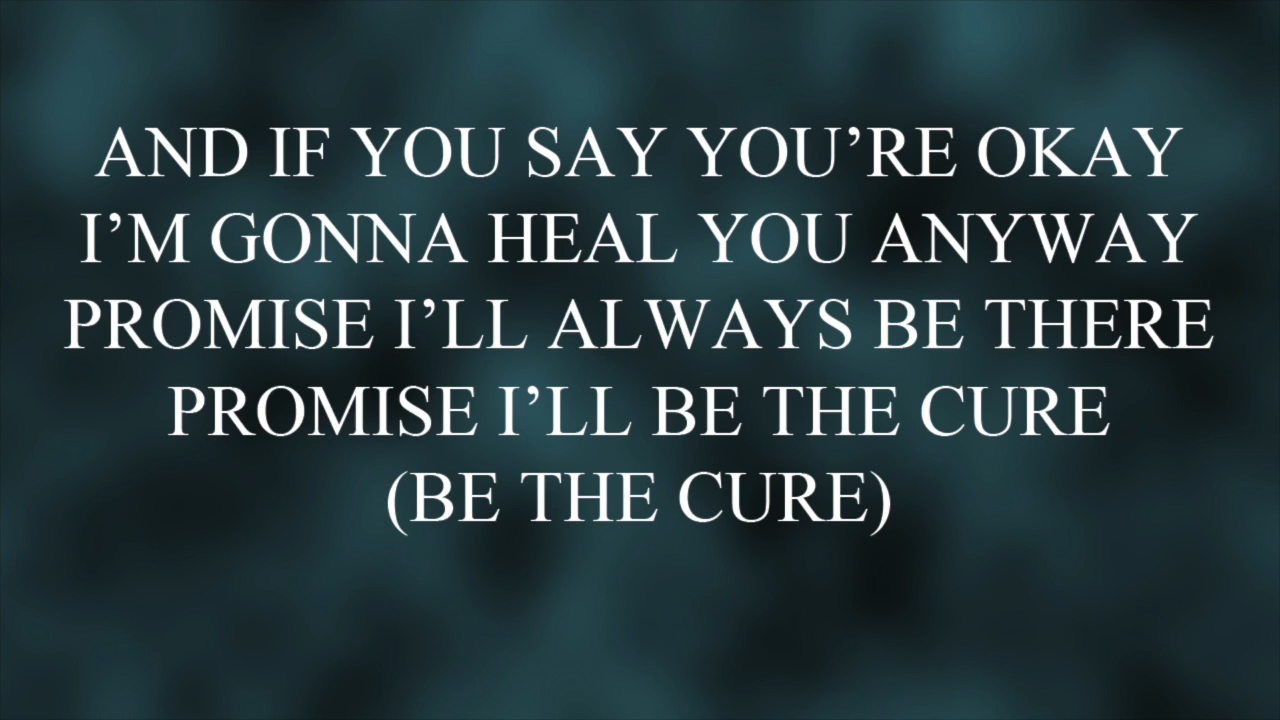 AND IF YOU SAY YOU’RE OKAY
I’M GONNA HEAL YOU ANYWAY
PROMISE I’LL ALWAYS BE THERE
PROMISE I’LL BE THE CURE
(BE THE CURE)